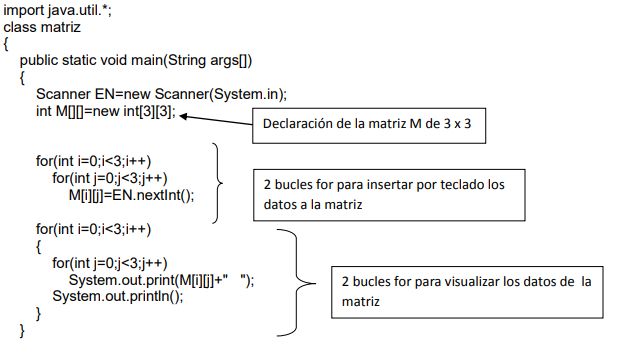 import java.util.*;
class matriz
{
public static void main(String args[])
{
Scanner EN=new Scanner(System.in);
int M[][]=new int[3][3];
Declaración de la matriz M de 3 x 3
for(int i=0;i<3;i++)
for(int j=0;j<3;j++)
M[i][j]=EN.nextInt();
2 bucles for para insertar por teclado los
datos a la matriz
for(int i=0;i<3;i++)
{
for(int j=0;j<3;j++)
System.out.print(M[i][j]+"   ");
System.out.println();
}
2 bucles for para visualizar los datos de  la
matriz
}